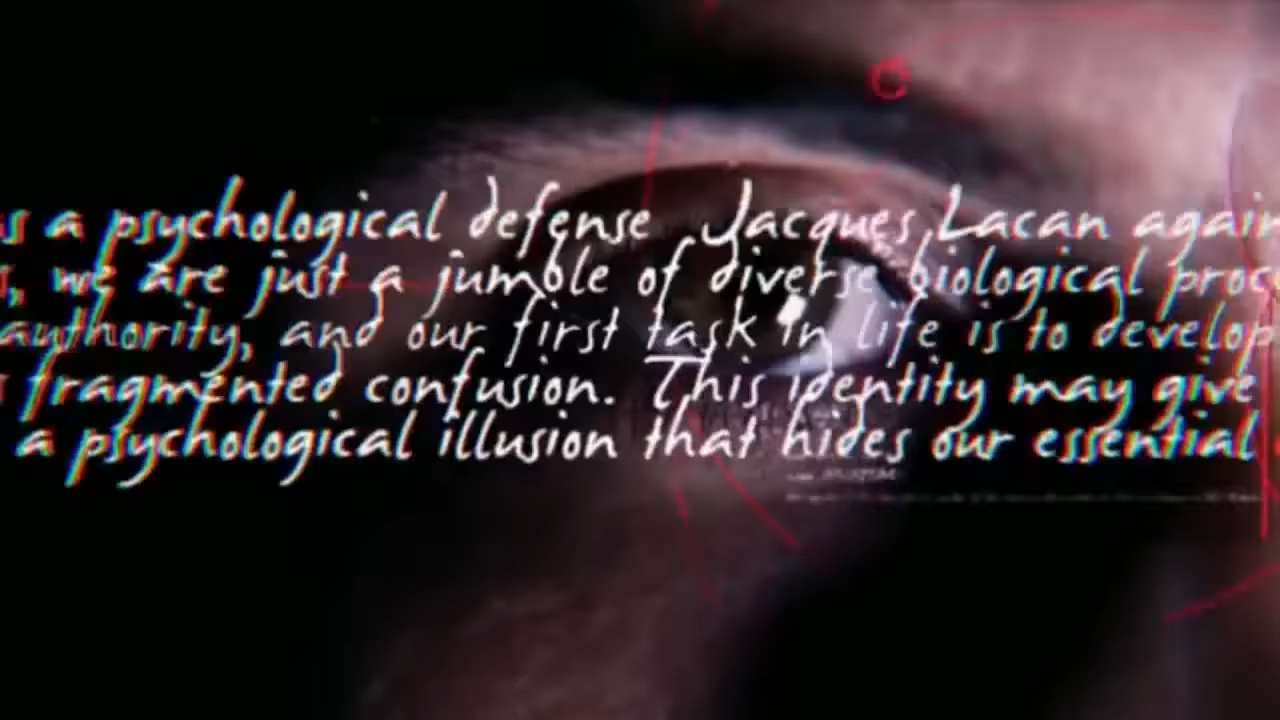 as a psychological defense Jacques Lacan again
, we are just a jumble of diverse biological proc
authority, and our first task in life is to develop
fragmented confusion. This identity may give
a psychological illusion that hides our essential